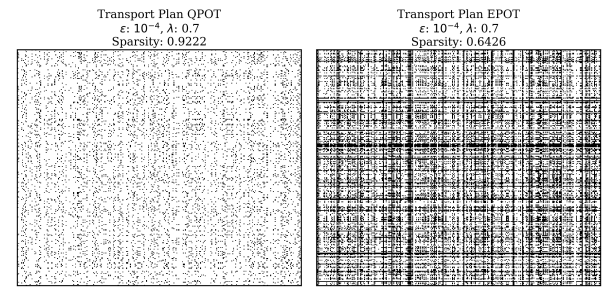 Transport Plan QPOT
ε: 10⁻⁴, λ: 0.7
Sparsity: 0.9222
Transport Plan EPOT
ε: 10⁻⁴, λ: 0.7
Sparsity: 0.6426